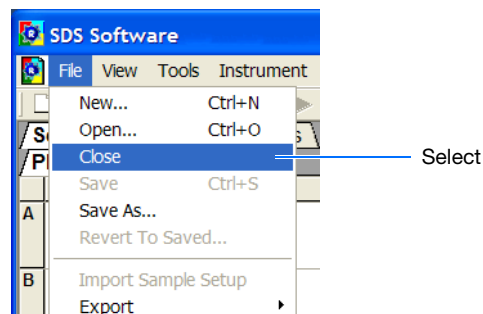 SDS Software
File View Tools Instrument
New... Ctrl+N
Open... Ctrl+O
Close
Select
Save Ctrl+S
Save As...
A
Revert To Saved...
B
Import Sample Setup
Export